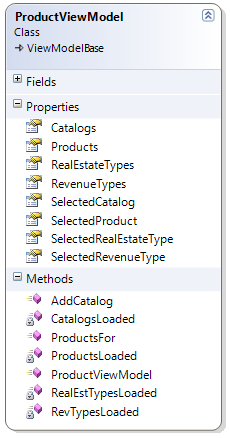 ProductViewModel
Class
ViewModelBase
Fields
Properties
Catalogs
Products
RealEstateTypes
RevenueTypes
SelectedCatalog
SelectedProduct
SelectedRealEstateType
SelectedRevenueType
Methods
AddCatalog
CatalogsLoaded
ProductsFor
ProductsLoaded
ProductViewModel
RealEstTypesLoaded
RevTypesLoaded